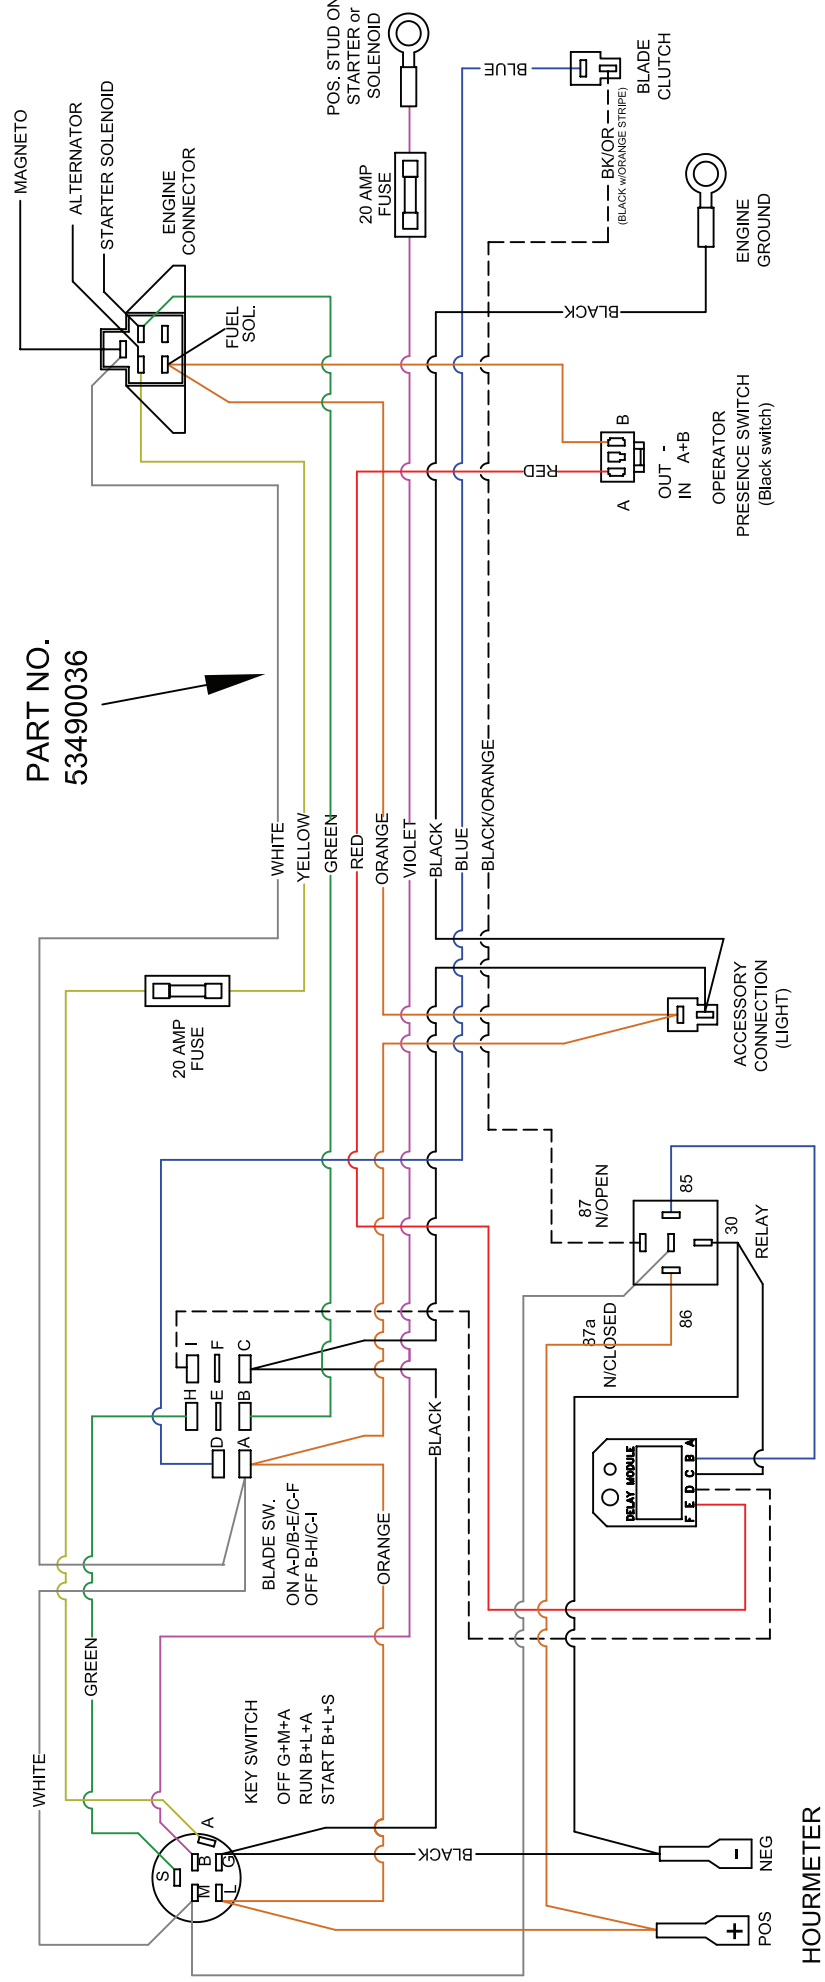 MAGNETO
ALTERNATOR
STARTER SOLENOID
ENGINE
CONNECTOR
FUEL
SOL.
POS. STUD ON
STARTER or
SOLENOID
20 AMP
FUSE
BLUE
BLADE
CLUTCH
BK/OR
(BLACK w/ORANGE STRIPE)
ENGINE
GROUND
BLACK
RED
A
B
OUT -
IN A+B
OPERATOR
PRESENCE SWITCH
(Black switch)
PART NO.
53490036
WHITE
YELLOW
GREEN
RED
ORANGE
VIOLET
BLACK
BLUE
BLACK/ORANGE
20 AMP
FUSE
ACCESSORY
CONNECTION
(LIGHT)
87
N/OPEN
85
30
RELAY
87a
N/CLOSED
86
I
F
C
H
E
B
D
A
BLADE SW.
ON A-D/B-E/C-F
OFF B-H/C-I
BLACK
ORANGE
DELAY MODULE
F E D C B A
GREEN
WHITE
KEY SWITCH
OFF G+M+A
RUN B+L+A
START B+L+S
S
B
A
M
G
L
BLACK
POS
+
NEG
-
HOURMETER